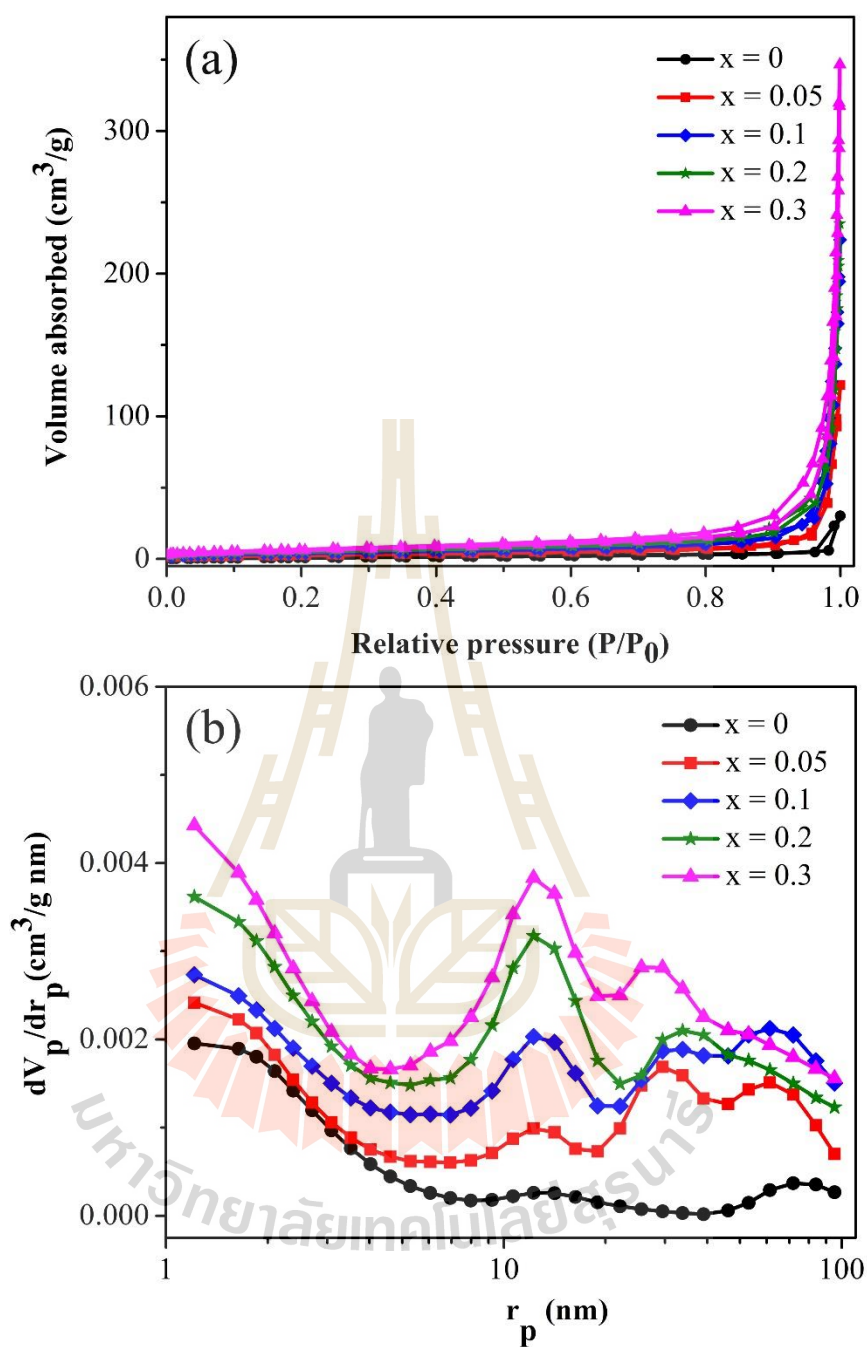 (a)
x = 0
x = 0.05
x = 0.1
x = 0.2
x = 0.3
Volume absorbed (cm³/g)
300
200
100
0
0.0 0.2 0.4 0.6 0.8 1.0
Relative pressure (P/P₀)
(b)
x = 0
x = 0.05
x = 0.1
x = 0.2
x = 0.3
dVₚ/drₚ(cm³/g nm)
0.006
0.004
0.002
0.000
1 10 100
rₚ (nm)
มหาวิทยาลัยเทคโนโลยีสุรนารี